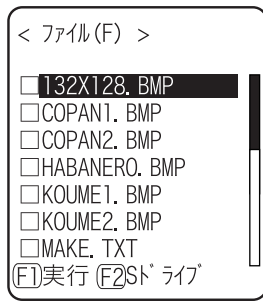 < ファイル(F) >
□132X128. BMP
□COPAN1. BMP
□COPAN2. BMP
□HABANERO. BMP
□KOUME1. BMP
□KOUME2. BMP
□MAKE. TXT
F1実行 F2Sドライブ